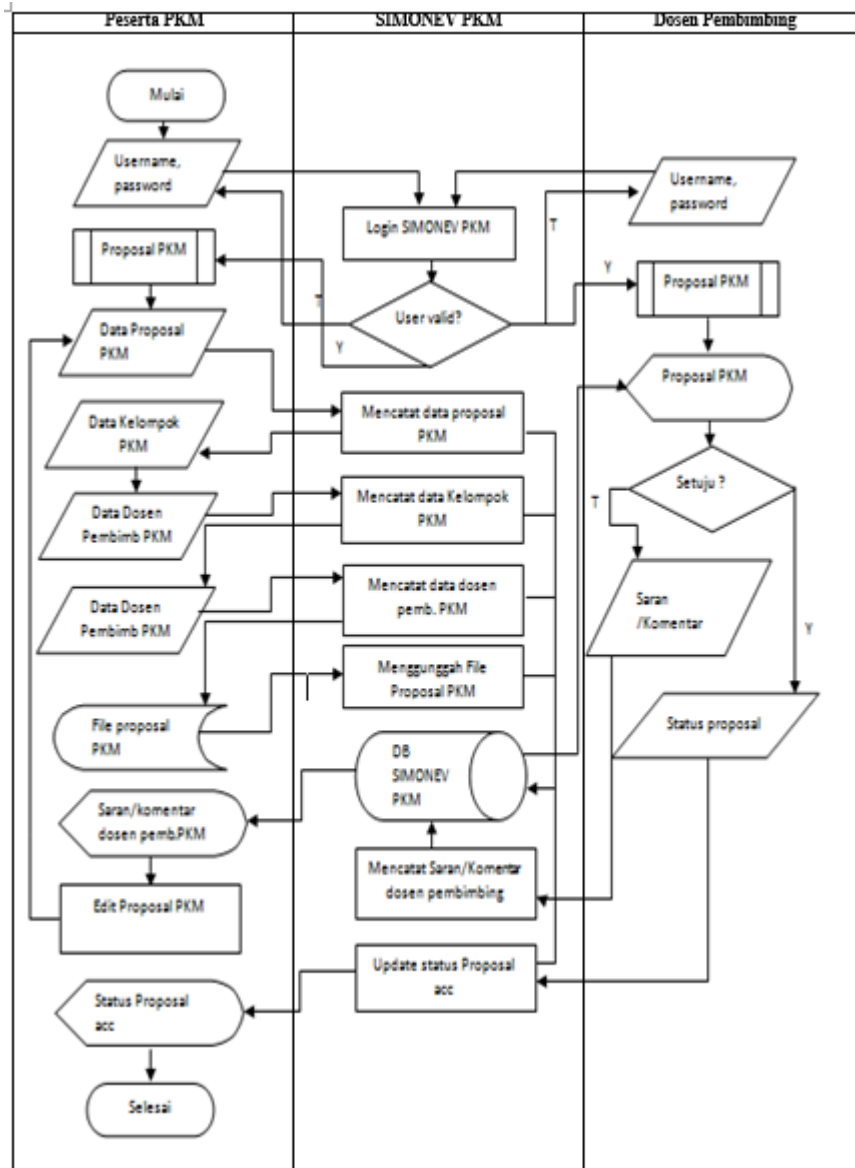 Peserta PKM
SIMONEV PKM
Dosen Pembimbing
Mulai
Username,
password
Username,
password
Login SIMONEV PKM
T
Proposal PKM
Y
Proposal PKM
User valid?
T
Y
Data Proposal
PKM
Proposal PKM
Mencatat data proposal
PKM
Data Kelompok
PKM
Setuju ?
T
Mencatat data Kelompok
PKM
Data Dosen
Pembimb PKM
Mencatat data dosen
pemb. PKM
Data Dosen
Pembimb PKM
Saran
/Komentar
Y
Menggunggah File
Proposal PKM
File proposal
PKM
Status proposal
DB
SIMONEV
PKM
Saran/komentar
dosen pemb.PKM
Mencatat Saran/Komentar
dosen pembimbing
Edit Proposal PKM
Update status Proposal
acc
Status Proposal
acc
Selesai